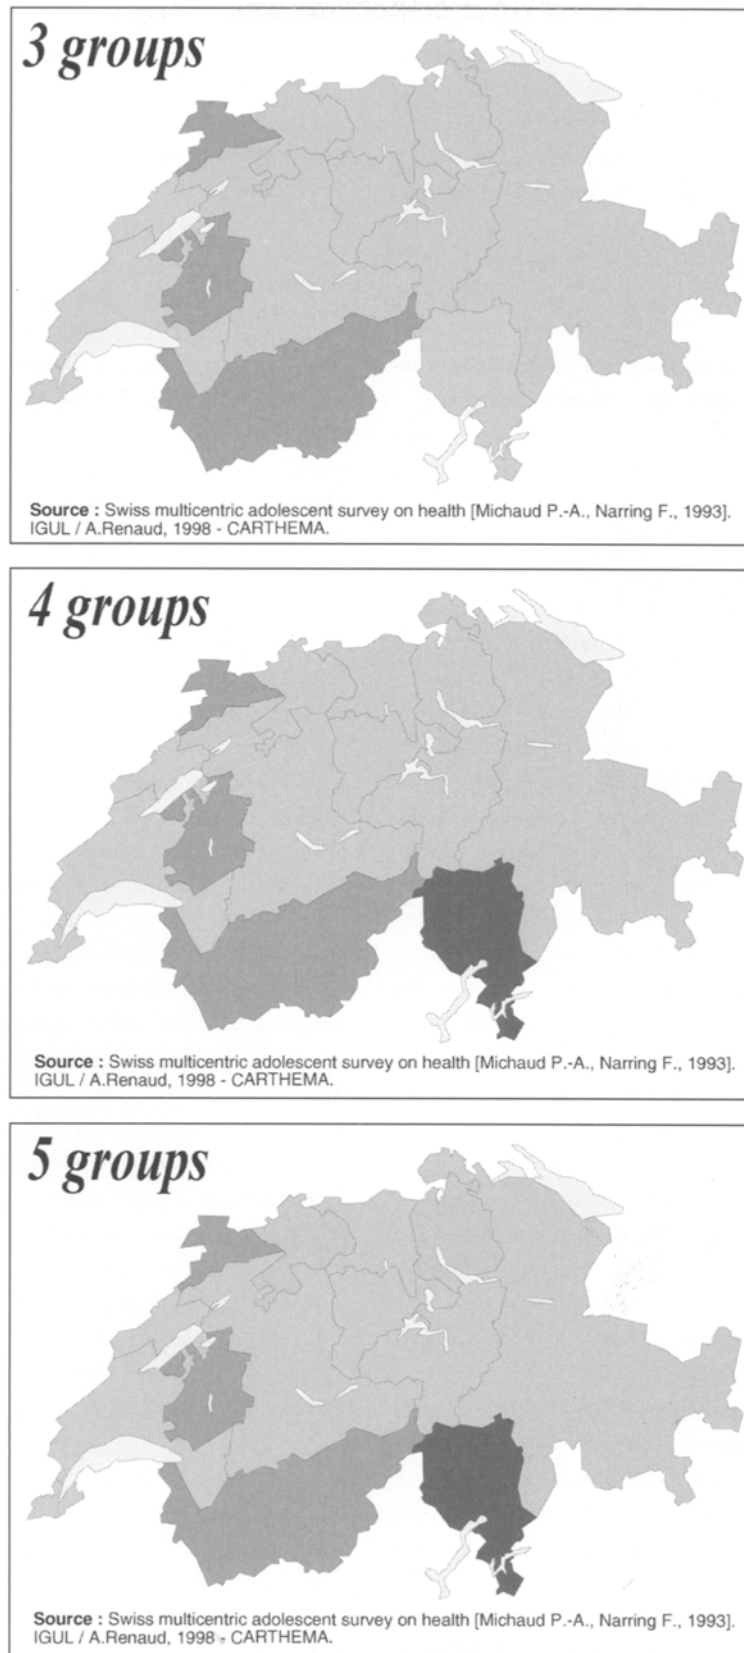 3 groups
Source : Swiss multicentric adolescent survey on health [Michaud P.-A., Narring F., 1993].
IGUL / A.Renaud, 1998 - CARTHEMA.
4 groups
Source : Swiss multicentric adolescent survey on health [Michaud P.-A., Narring F., 1993].
IGUL / A.Renaud, 1998 - CARTHEMA.
5 groups
Source : Swiss multicentric adolescent survey on health [Michaud P.-A., Narring F., 1993].
IGUL / A.Renaud, 1998 - CARTHEMA.